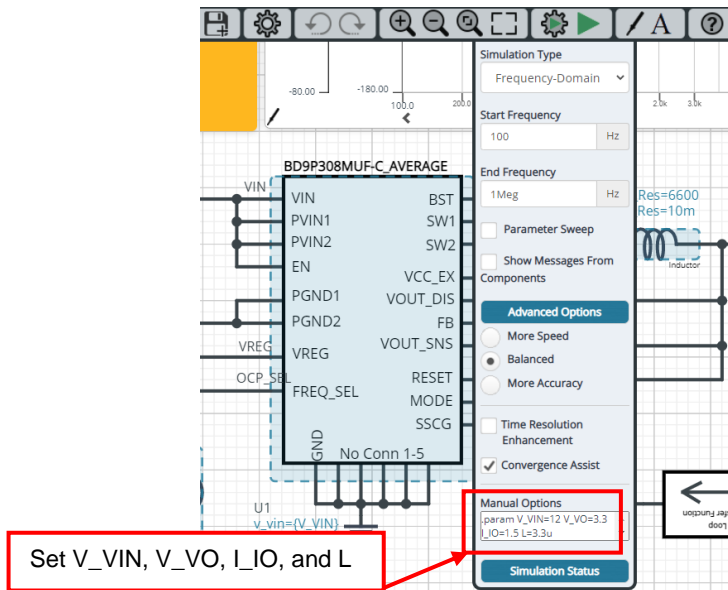 A
?
Simulation Type
Frequency-Domain
-80.00
-180.00
100.0
200.0
2.0k
3.0k
Start Frequency
100
Hz
End Frequency
1Meg
Hz
Parameter Sweep
Show Messages From
Components
Advanced Options
More Speed
Balanced
More Accuracy
Time Resolution
Enhancement
Convergence Assist
Manual Options
.param V_VIN=12 V_VO=3.3
I_IO=1.5 L=3.3u
Simulation Status
BD9P308MUF-C_AVERAGE
VIN
VIN
PVIN1
PVIN2
EN
PGND1
PGND2
VREG
VREG
OCP_SEL
FREQ_SEL
BST
SW1
SW2
VCC_EX
VOUT_DIS
FB
VOUT_SNS
RESET
MODE
SSCG
GND
No Conn 1-5
U1
v_vin={V_VIN}
Res=6600
Res=10m
Inductor
Loop
Set V_VIN, V_VO, I_IO, and L